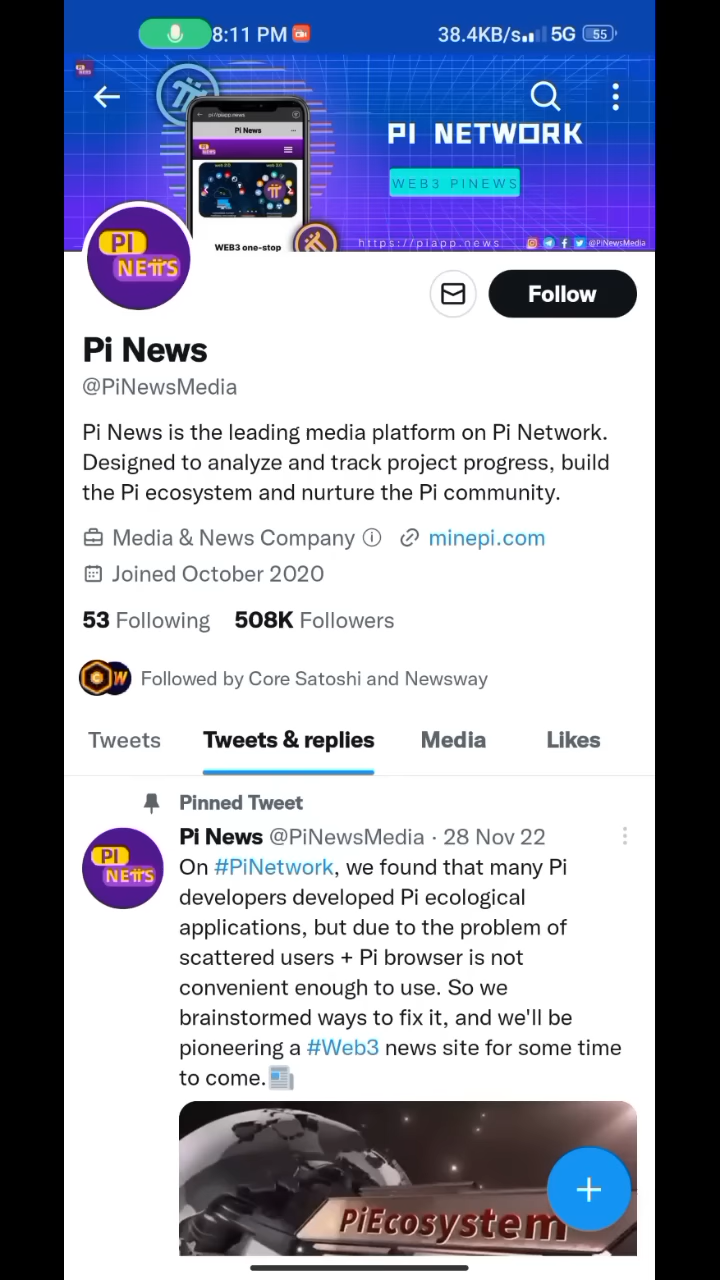 8:11 PM 38.4KB/s 5G 55
PI NETWORK
Pi News
WEB3 PINEWS
WEB3 one-stop
https://piapp.news @PiNewsMedia
PI
NEWS
Follow
Pi News
@PiNewsMedia
Pi News is the leading media platform on Pi Network.
Designed to analyze and track project progress, build
the Pi ecosystem and nurture the Pi community.
Media & News Company minepi.com
Joined October 2020
53 Following 508K Followers
Followed by Core Satoshi and Newsway
Tweets Tweets & replies Media Likes
Pinned Tweet
Pi News @PiNewsMedia · 28 Nov 22
PI
NEWS
On #PiNetwork, we found that many Pi
developers developed Pi ecological
applications, but due to the problem of
scattered users + Pi browser is not
convenient enough to use. So we
brainstormed ways to fix it, and we'll be
pioneering a #Web3 news site for some time
to come.
PiEcosystem